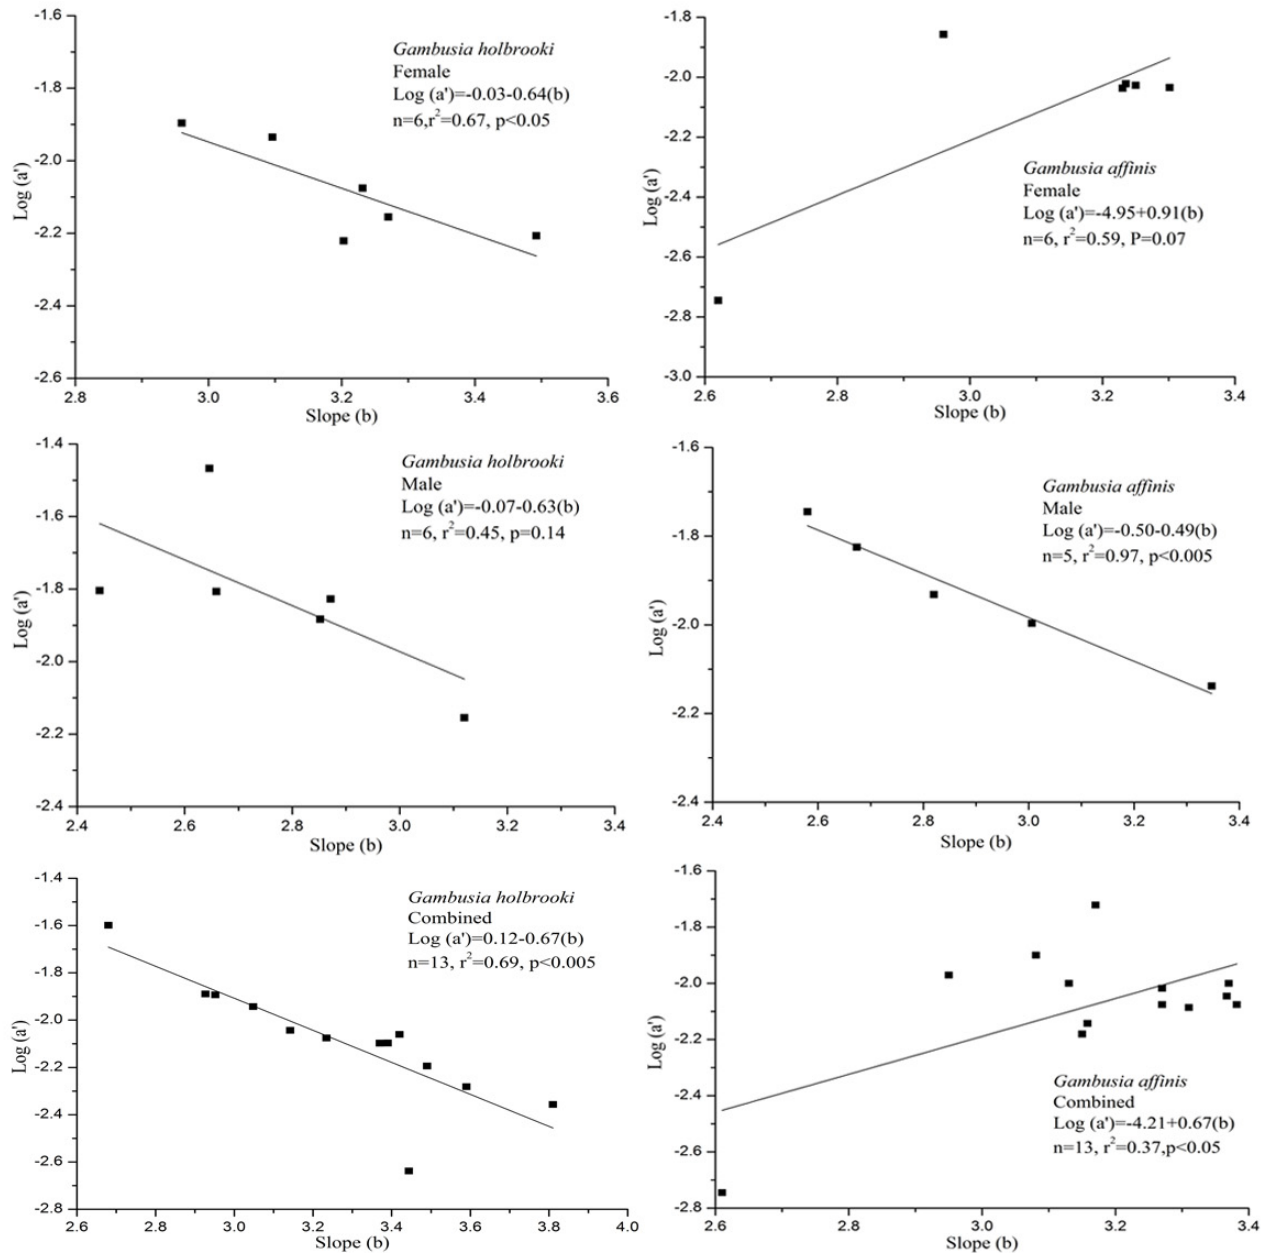 -1.6
-1.8
-2.0
-2.2
-2.4
-2.6
Log (a')
Gambusia holbrooki
Female
Log (a')=-0.03-0.64(b)
n=6,r²=0.67, p<0.05
2.8 3.0 3.2 3.4 3.6
Slope (b)
-1.8
-2.0
-2.2
-2.4
-2.6
-2.8
-3.0
Log (a')
Gambusia affinis
Female
Log (a')=-4.95+0.91(b)
n=6, r²=0.59, P=0.07
2.6 2.8 3.0 3.2 3.4
Slope (b)
-1.4
-1.6
-1.8
-2.0
-2.2
-2.4
Log (a')
Gambusia holbrooki
Male
Log (a')=-0.07-0.63(b)
n=6, r²=0.45, p=0.14
2.4 2.6 2.8 3.0 3.2 3.4
Slope (b)
-1.6
-1.8
-2.0
-2.2
-2.4
Log (a')
Gambusia affinis
Male
Log (a')=-0.50-0.49(b)
n=5, r²=0.97, p<0.005
2.4 2.6 2.8 3.0 3.2 3.4
Slope (b)
-1.4
-1.6
-1.8
-2.0
-2.2
-2.4
-2.6
-2.8
Log (a')
Gambusia holbrooki
Combined
Log (a')=0.12-0.67(b)
n=13, r²=0.69, p<0.005
2.6 2.8 3.0 3.2 3.4 3.6 3.8 4.0
Slope (b)
-1.6
-1.8
-2.0
-2.2
-2.4
-2.6
-2.8
Log (a')
Gambusia affinis
Combined
Log (a')=-4.21+0.67(b)
n=13, r²=0.37,p<0.05
2.6 2.8 3.0 3.2 3.4
Slope (b)